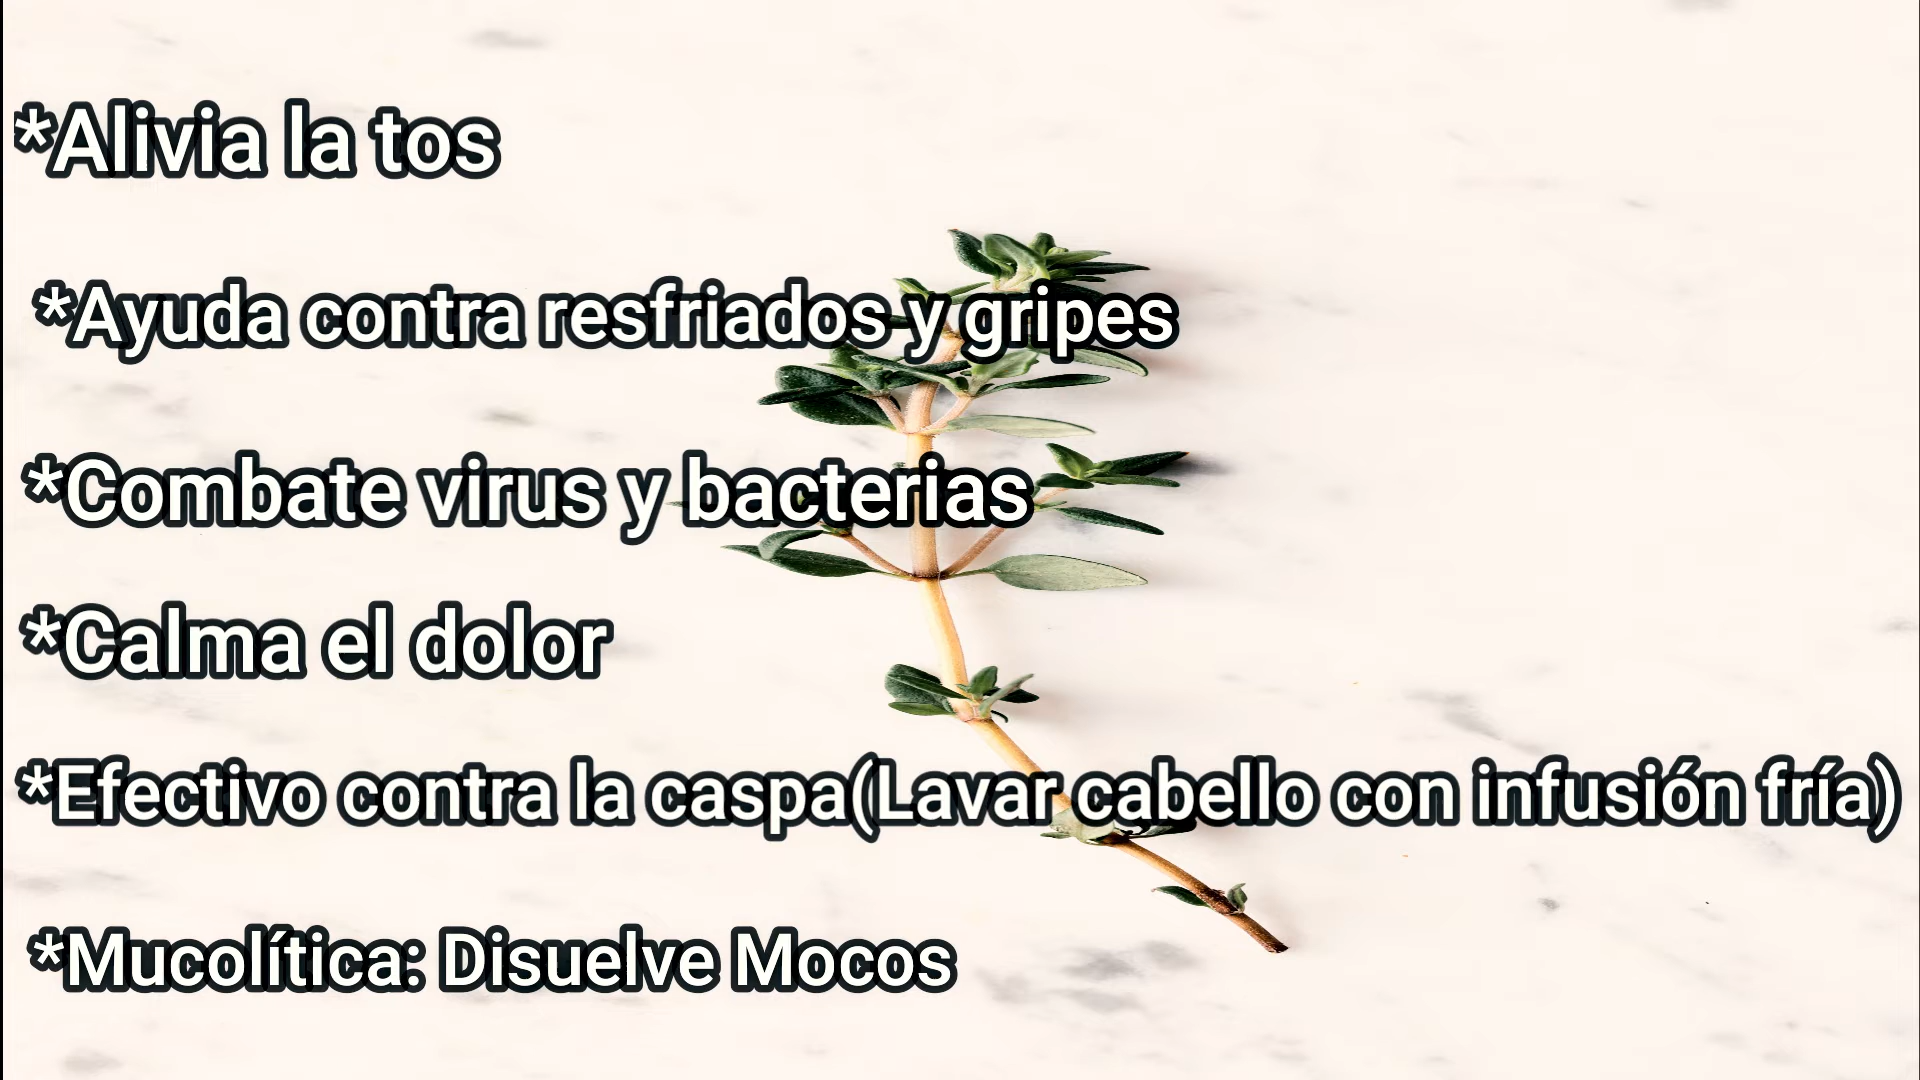 *Alivia la tos
*Ayuda contra resfriados y gripes
*Combate virus y bacterias
*Calma el dolor
*Efectivo contra la caspa(Lavar cabello con infusión fría)
*Mucolítica: Disuelve Mocos